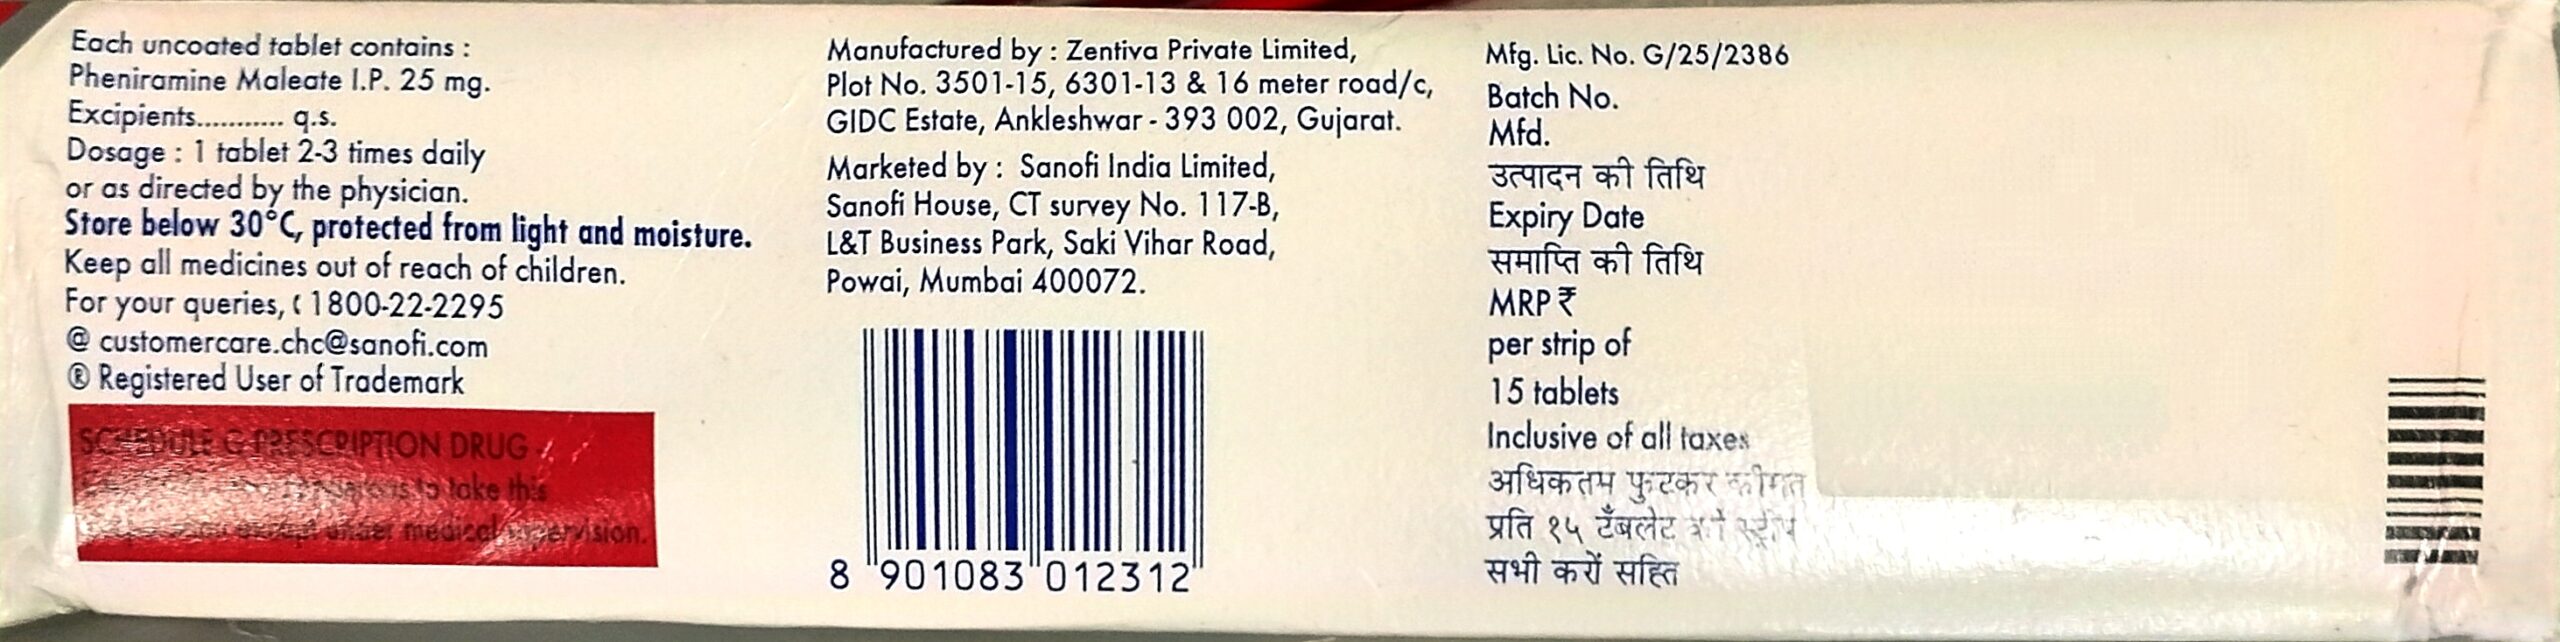 Each uncoated tablet contains :
Pheniramine Maleate I.P. 25 mg.
Excipients........... q.s.
Dosage : 1 tablet 2-3 times daily
or as directed by the physician.
Store below 30°C, protected from light and moisture.
Keep all medicines out of reach of children.
For your queries, ✆ 1800-22-2295
@ customercare.chc@sanofi.com
® Registered User of Trademark
SCHEDULE G PRESCRIPTION DRUG
to take this
except under medical supervision.
Manufactured by : Zentiva Private Limited,
Plot No. 3501-15, 6301-13 & 16 meter road/c,
GIDC Estate, Ankleshwar - 393 002, Gujarat.
Marketed by : Sanofi India Limited,
Sanofi House, CT survey No. 117-B,
L&T Business Park, Saki Vihar Road,
Powai, Mumbai 400072.
8 901083 012312
Mfg. Lic. No. G/25/2386
Batch No.
Mfd.
उत्पादन की तिथि
Expiry Date
समाप्ति की तिथि
MRP ₹
per strip of
15 tablets
Inclusive of all taxes
अधिकतम फुटकर कीमत
प्रति १५ टॅबलेट की स्ट्रीप
सभी करों सहित